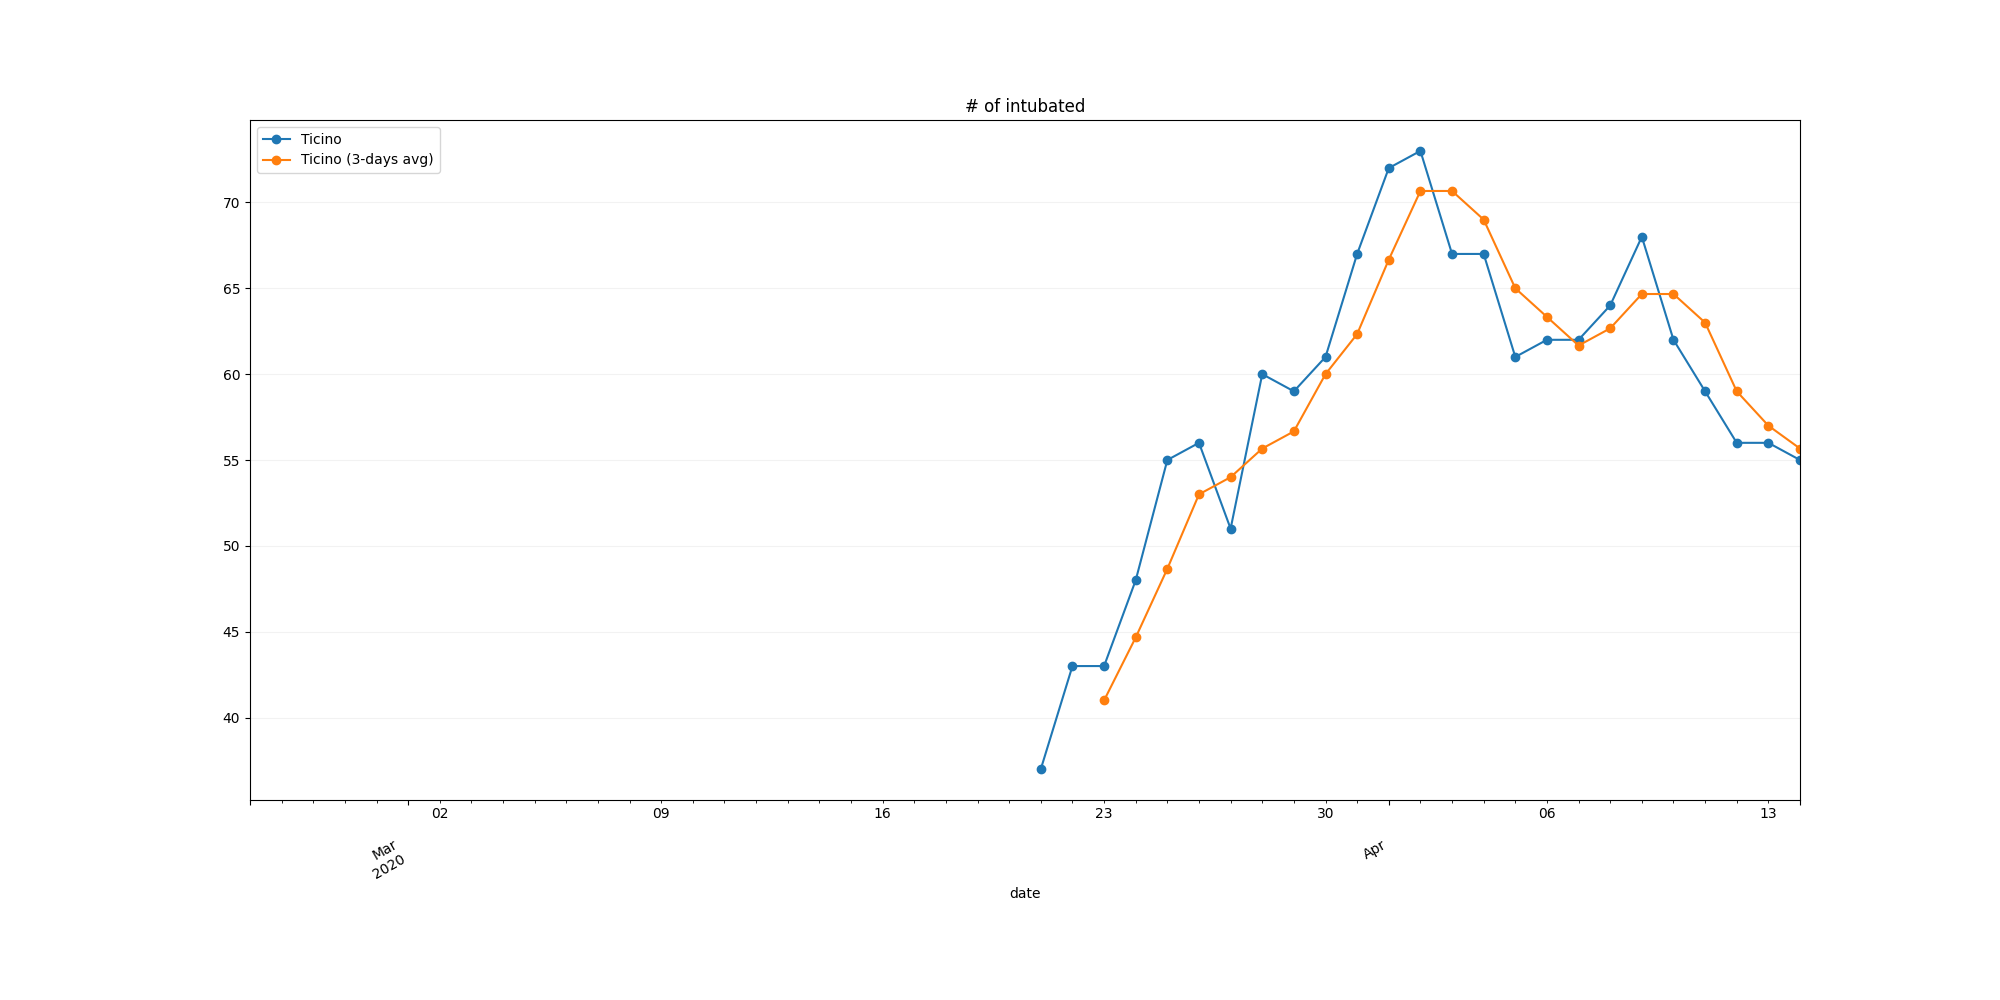 # of intubated
Ticino
Ticino (3-days avg)
70
65
60
55
50
45
40
02 09 16 23 30 06 13
Mar Apr
2020
date